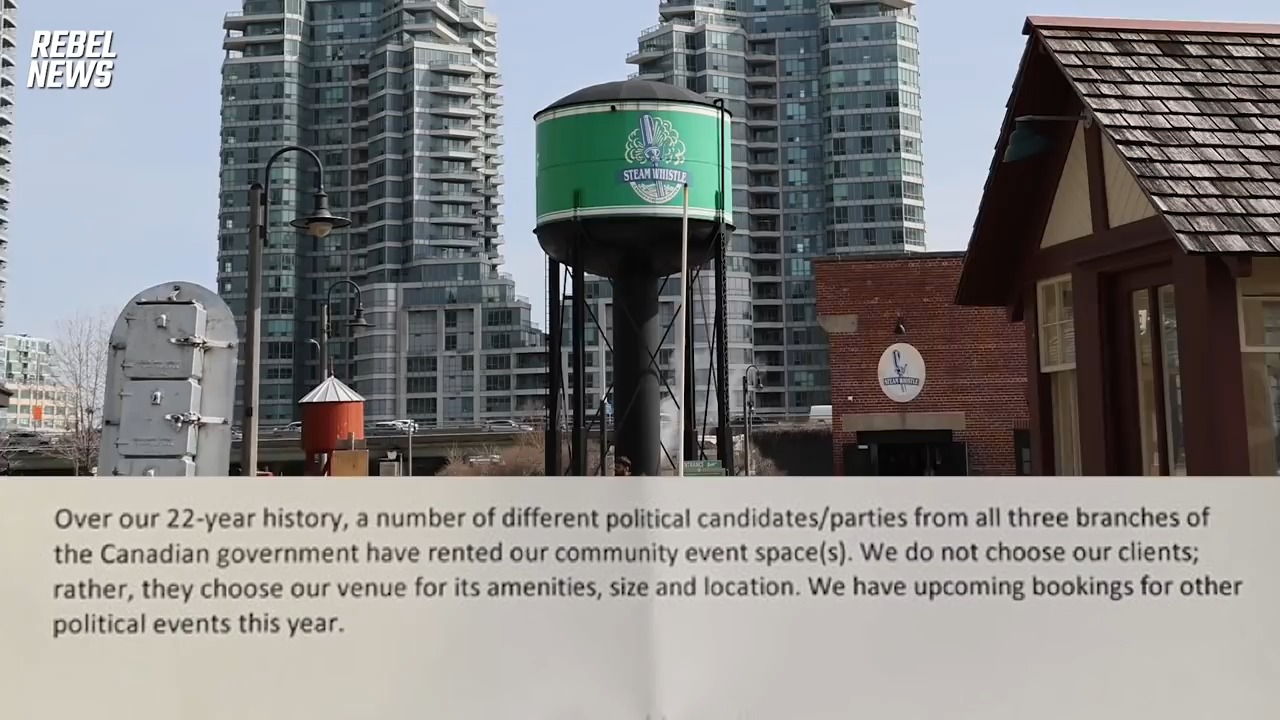 REBEL
NEWS
STEAM WHISTLE
STEAM WHISTLE
ENTRANCE
Over our 22-year history, a number of different political candidates/parties from all three branches of
the Canadian government have rented our community event space(s). We do not choose our clients;
rather, they choose our venue for its amenities, size and location. We have upcoming bookings for other
political events this year.